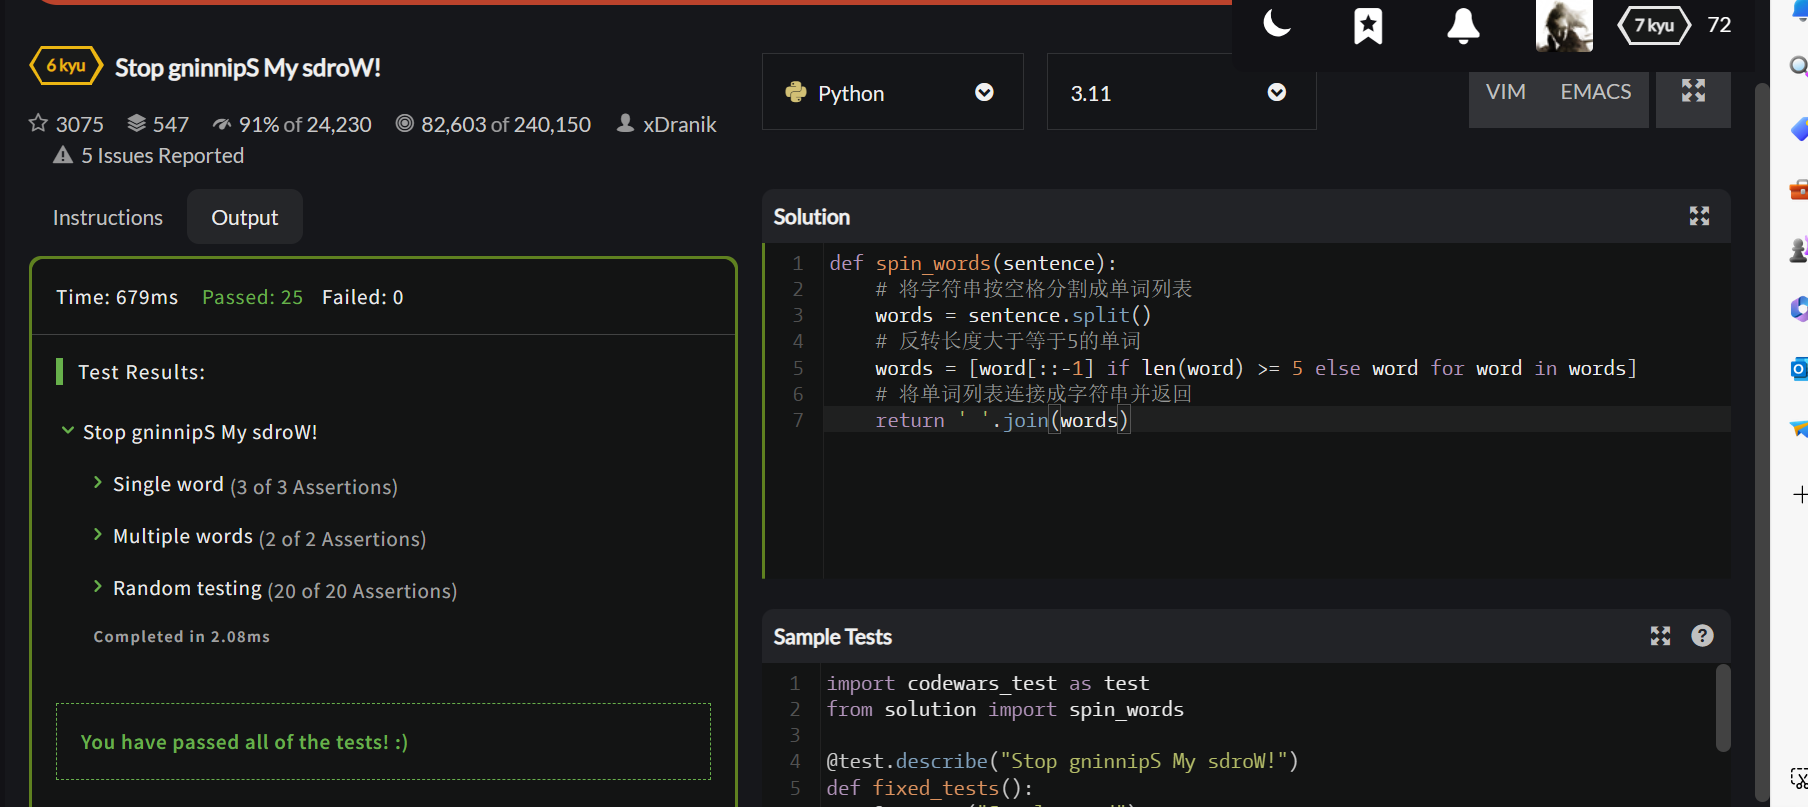 7 kyu 72
6 kyu Stop gninnipS My sdroW!
Python
3.11
VIM EMACS
3075 547 91% of 24,230 82,603 of 240,150 xDranik
5 Issues Reported
Instructions Output
Time: 679ms Passed: 25 Failed: 0
Test Results:
Stop gninnipS My sdroW!
Single word (3 of 3 Assertions)
Multiple words (2 of 2 Assertions)
Random testing (20 of 20 Assertions)
Completed in 2.08ms
You have passed all of the tests! :)
Solution
1 def spin_words(sentence):
2 # 将字符串按空格分割成单词列表
3 words = sentence.split()
4 # 反转长度大于等于5的单词
5 words = [word[::-1] if len(word) >= 5 else word for word in words]
6 # 将单词列表连接成字符串并返回
7 return ' '.join(words)
Sample Tests
1 import codewars_test as test
2 from solution import spin_words
3
4 @test.describe("Stop gninnipS My sdroW!")
5 def fixed_tests():